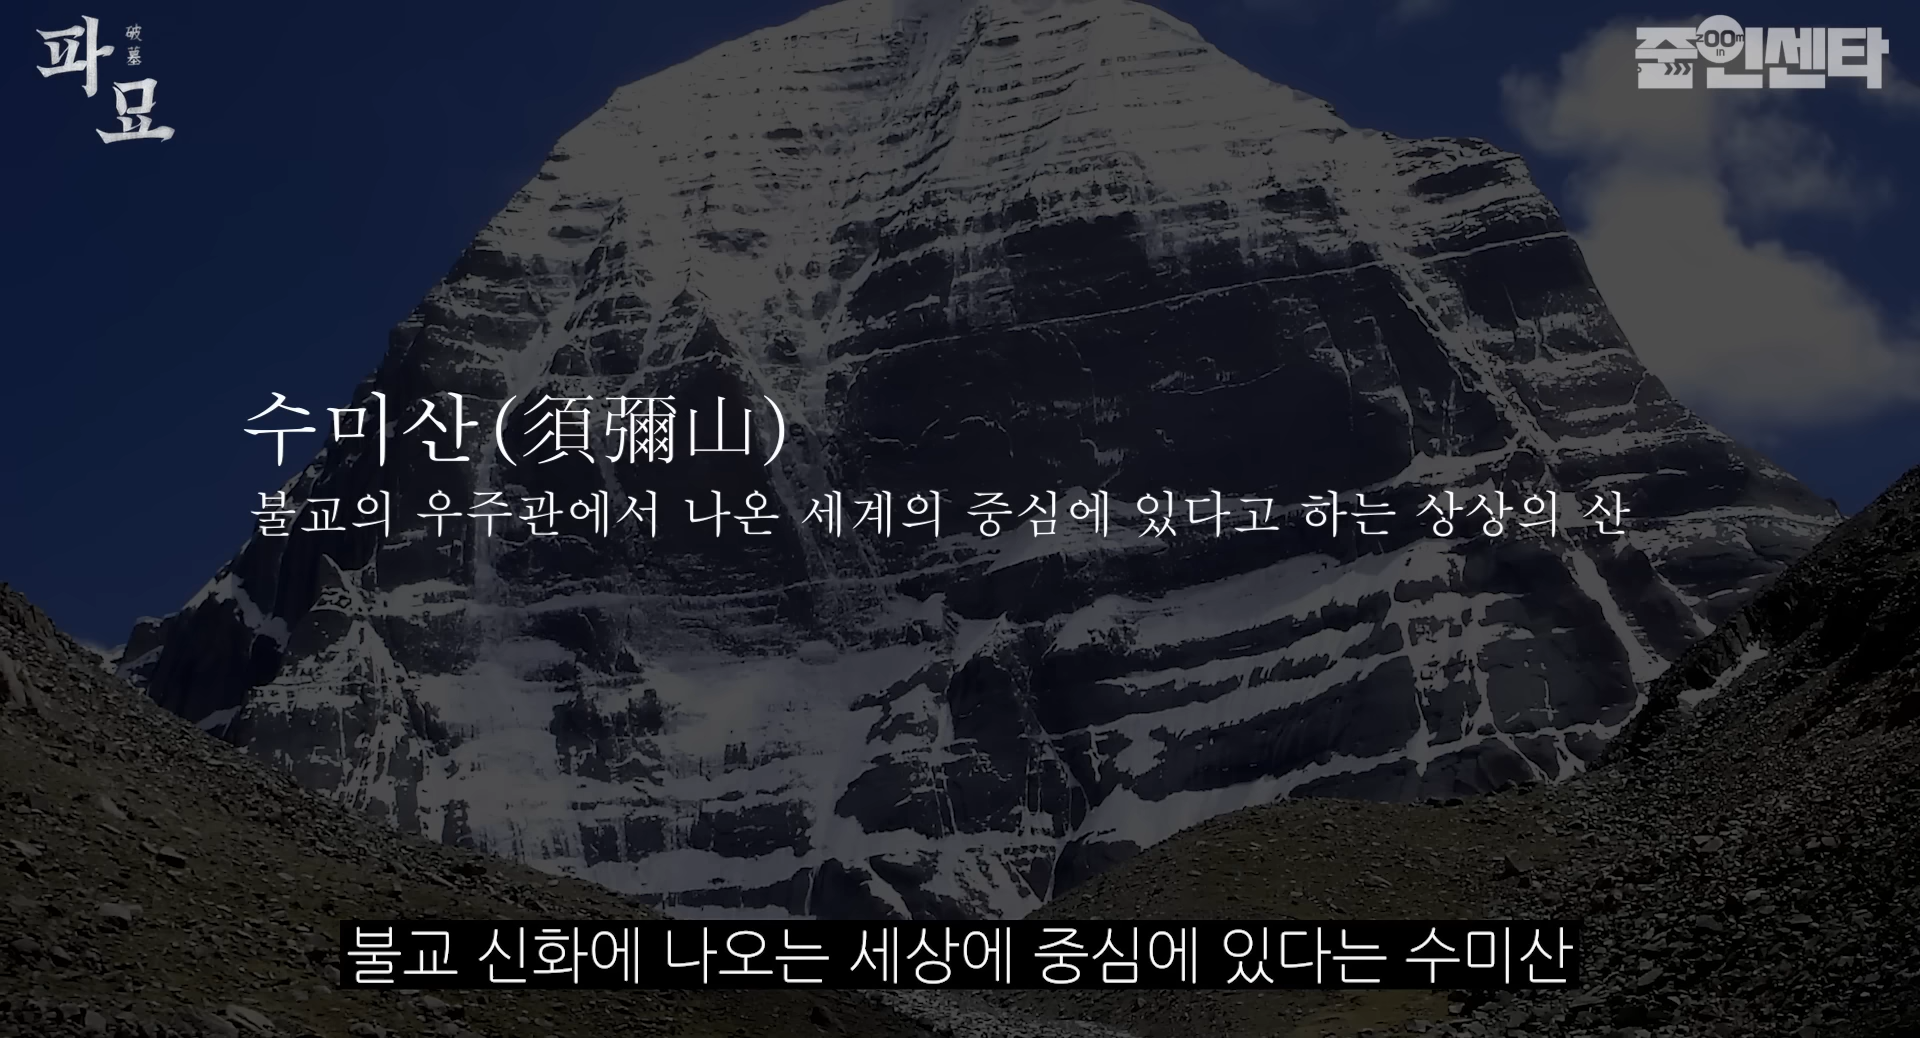 파묘
破墓
줌인센타
zoom
in
수미산(須彌山)
불교의 우주관에서 나온 세계의 중심에 있다고 하는 상상의 산
불교 신화에 나오는 세상에 중심에 있다는 수미산